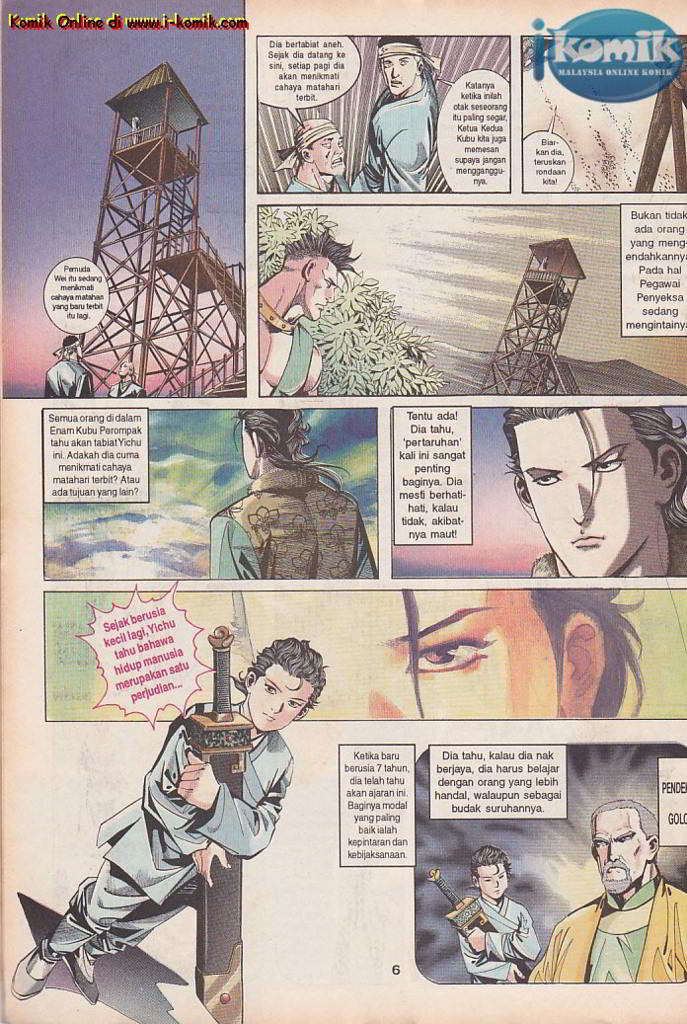 Komik Online di www.i-komik.com
ikomik
MALAYSIA ONLINE KOMIK
Pemuda
Wei itu sedang
menikmati
cahaya matahari
yang baru terbit
itu lagi.
Dia bertabiat aneh.
Sejak dia datang ke
sini, setiap pagi dia
akan menikmati
cahaya matahari
terbit.
Katanya
ketika inilah
otak seseorang
itu paling segar,
Ketua Kedua
Kubu kita juga
memesan
supaya jangan
mengganggu-
nya.
Biar-
kan dia,
teruskan
rondaan
kita!
Bukan tidak
ada orang
yang meng-
endahkannya
Pada hal
Pegawai
Penyeksa
sedang
mengintainya
Semua orang di dalam
Enam Kubu Perompak
tahu akan tabiat Yichu
ini. Adakah dia cuma
menikmati cahaya
matahari terbit? Atau
ada tujuan yang lain?
Tentu ada!
Dia tahu,
'pertaruhan'
kali ini sangat
penting
baginya. Dia
mesti berhati-
hati, kalau
tidak, akibat-
nya maut!
Sejak berusia
kecil lagi, Yichu
tahu bahawa
hidup manusia
merupakan satu
perjudian...
Ketika baru
berusia 7 tahun,
dia telah tahu
akan ajaran ini.
Baginya modal
yang paling
baik ialah
kepintaran dan
kebijaksanaan.
Dia tahu, kalau dia nak
berjaya, dia harus belajar
dengan orang yang lebih
handal, walaupun sebagai
budak suruhannya.
PENDEK
GOLO
6